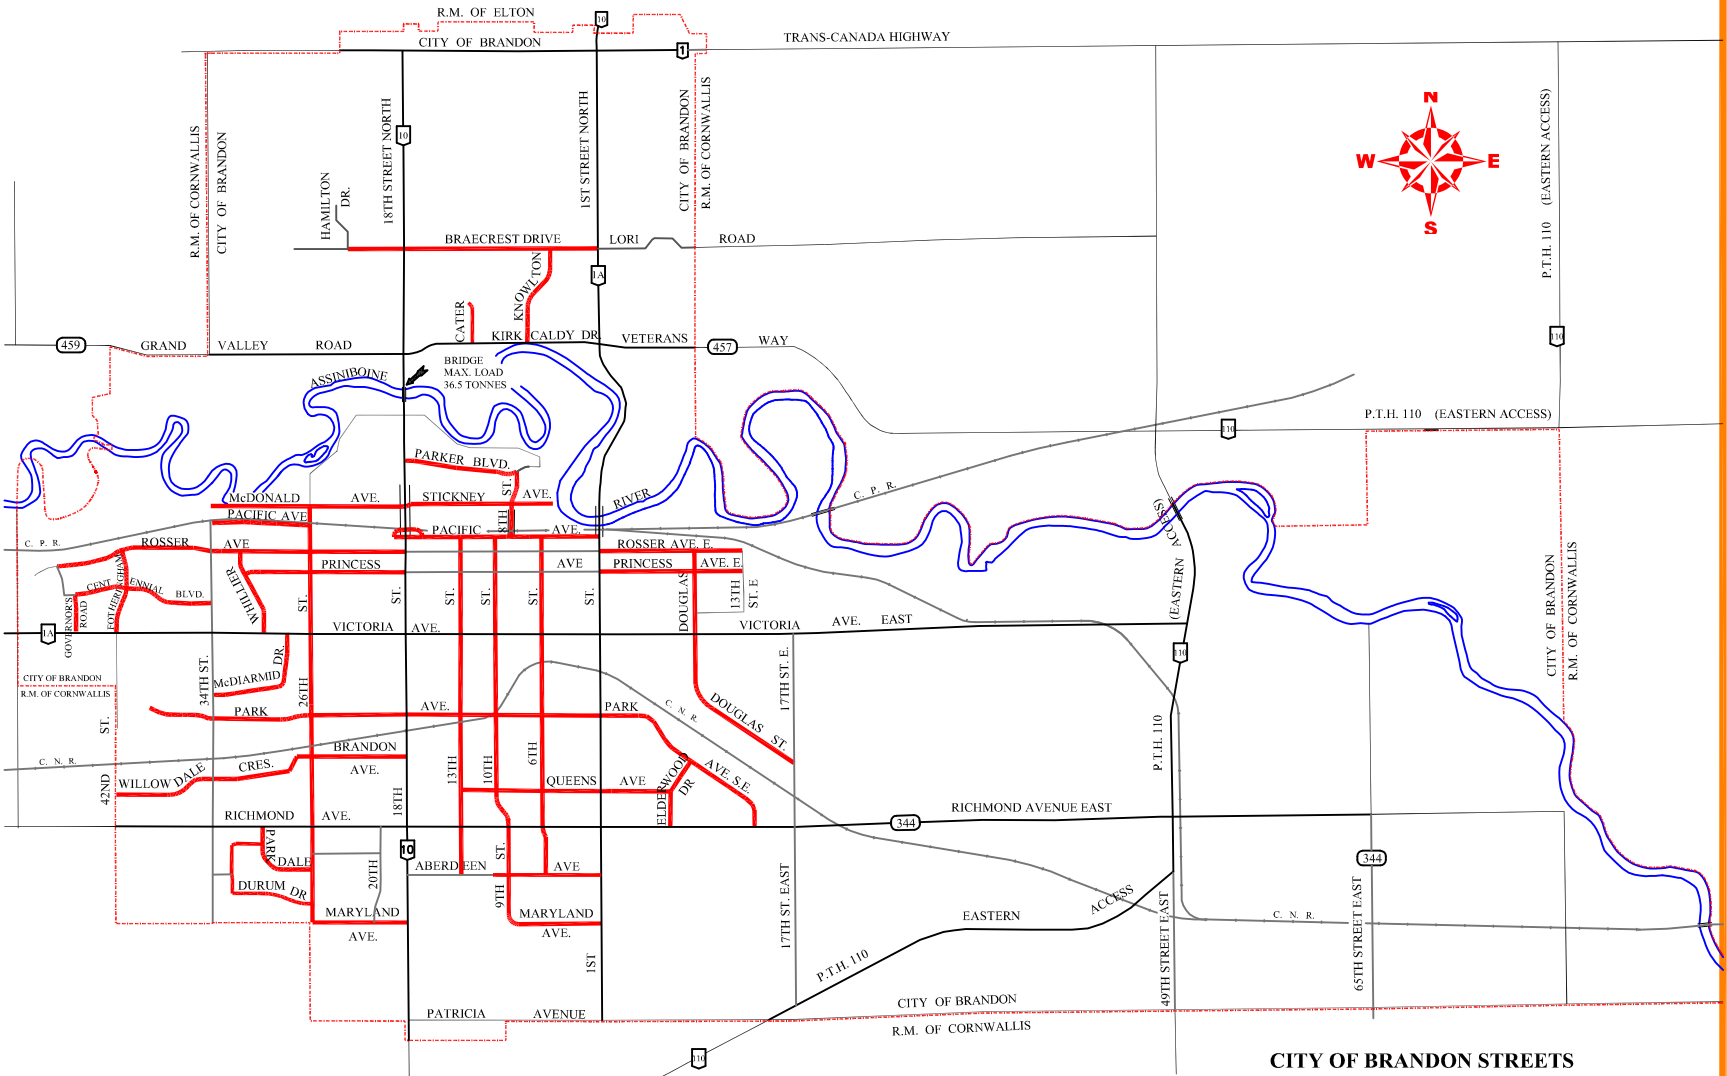 R.M. OF ELTON
10
CITY OF BRANDON
1
TRANS-CANADA HIGHWAY
R.M. OF CORNWALLIS
CITY OF BRANDON
18TH STREET NORTH
10
1ST STREET NORTH
CITY OF BRANDON
R.M. OF CORNWALLIS
P.T.H. 110 (EASTERN ACCESS)
N
W
E
S
HAMILTON
DR.
BRAECREST DRIVE
LORI
ROAD
1A
KNOWLTON
CATER
110
459
GRAND
VALLEY
ROAD
KIRK
CALDY DR.
VETERANS
457
WAY
BRIDGE
MAX. LOAD
36.5 TONNES
ASSINIBOINE
P.T.H. 110 (EASTERN ACCESS)
110
PARKER BLVD.
McDONALD
AVE.
STICKNEY
AVE.
8TH
ST.
RIVER
C. P. R.
PACIFIC AVE
PACIFIC
AVE.
C. P. R.
ROSSER
AVE
ROSSER AVE. E.
PRINCESS
AVE
PRINCESS
AVE. E.
(EASTERN
ACCESS)
FOTHERINGHAM
CENT
ENNIAL
BLVD.
WHILLIER
GOVERNOR'S
ROAD
ST.
ST.
ST.
ST.
ST.
ST.
DOUGLAS
13TH
ST. E
CITY OF BRANDON
R.M. OF CORNWALLIS
1A
VICTORIA
AVE.
VICTORIA
AVE.
EAST
110
CITY OF BRANDON
R.M. OF CORNWALLIS
34TH ST.
McDIARMID
DR.
26TH
17TH ST. E.
PARK
AVE.
PARK
C. N. R.
DOUGLAS
ST.
ST.
42ND
C. N. R.
BRANDON
AVE.
WILLOW
DALE
CRES.
13TH
10TH
6TH
QUEENS
AVE
ELDERWOOD
DR
AVE. S.E.
P.T.H. 110
18TH
RICHMOND
AVE.
344
RICHMOND AVENUE EAST
PARK
DALE
10
20TH
ABERDEEN
AVE
ST.
9TH
344
DURUM
DR
MARYLAND
AVE.
MARYLAND
AVE.
1ST
17TH ST. EAST
EASTERN
ACCESS
P.T.H. 110
49TH STREET EAST
C. N. R.
65TH STREET EAST
PATRICIA
AVENUE
CITY OF BRANDON
R.M. OF CORNWALLIS
110
CITY OF BRANDON STREETS